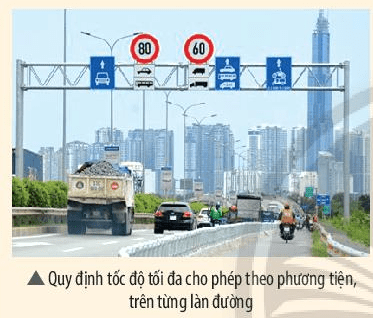 80
60
▲ Quy định tốc độ tối đa cho phép theo phương tiện,
trên từng làn đường